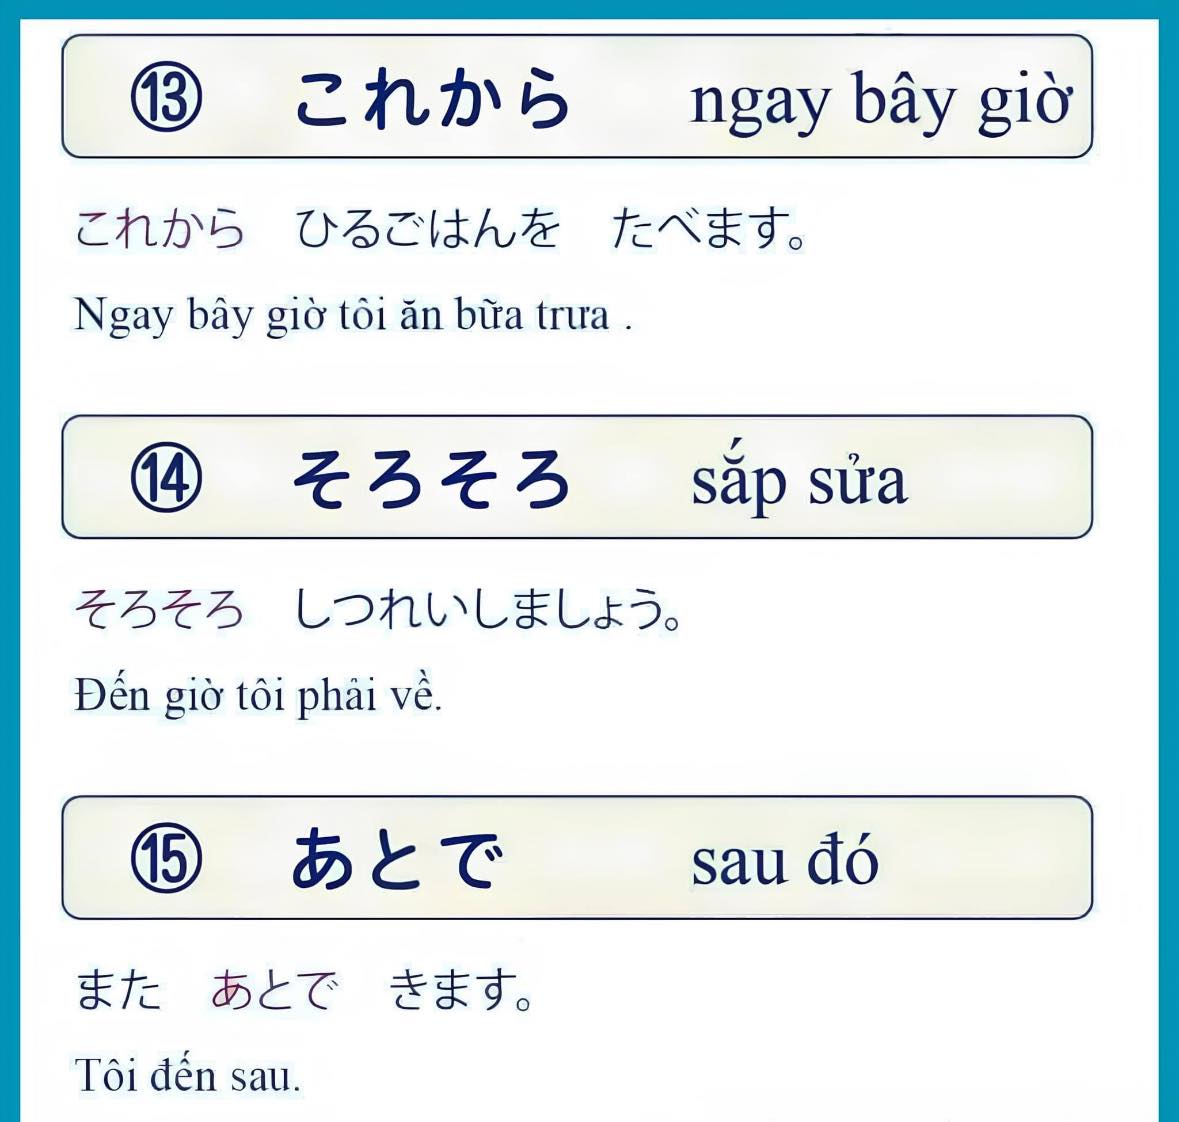 ⑬ これから ngay bây giờ
これから ひるごはんを たべます。
Ngay bây giờ tôi ăn bữa trưa .
⑭ そろそろ sắp sửa
そろそろ しつれいしましょう。
Đến giờ tôi phải về.
⑮ あとで sau đó
また あとで きます。
Tôi đến sau.